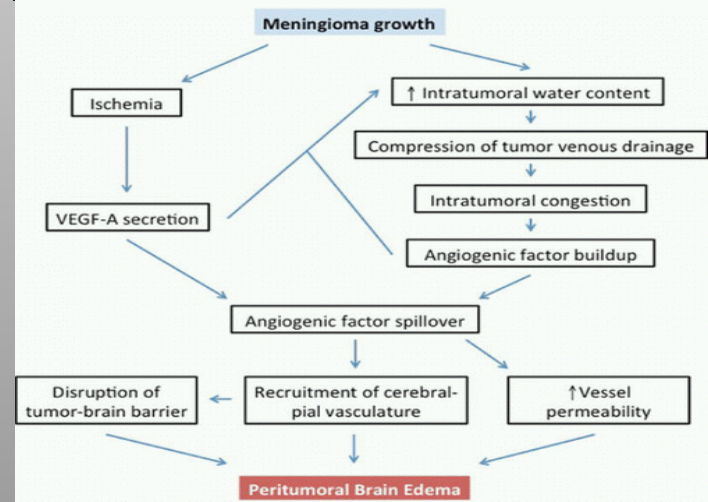 Meningioma growth
Ischemia
↑ Intratumoral water content
Compression of tumor venous drainage
Intratumoral congestion
VEGF-A secretion
Angiogenic factor buildup
Angiogenic factor spillover
Disruption of
tumor-brain barrier
Recruitment of cerebral-
pial vasculature
↑Vessel
permeability
Peritumoral Brain Edema